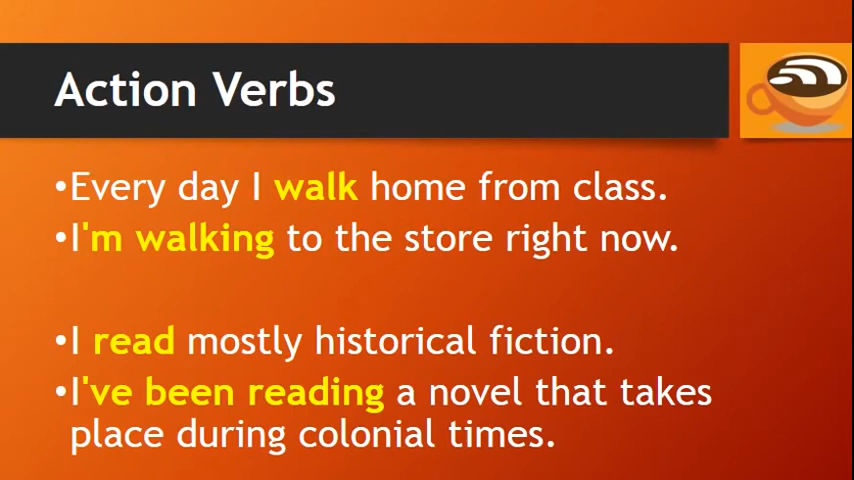 Action Verbs
•Every day I walk home from class.
•I'm walking to the store right now.
•I read mostly historical fiction.
•I've been reading a novel that takes
place during colonial times.